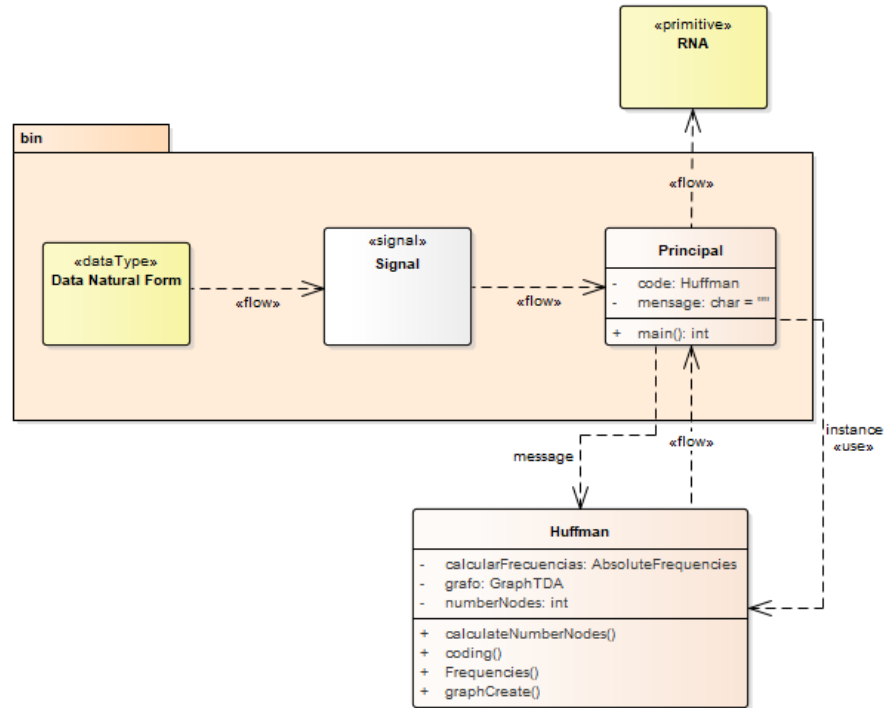 «primitive»
RNA
bin
«flow»
«dataType»
Data Natural Form
«flow»
«signal»
Signal
«flow»
Principal
- code: Huffman
- mensage: char = ""
+ main(): int
message
«flow»
instance
«use»
Huffman
- calcularFrecuencias: AbsoluteFrequencies
- grafo: GraphTDA
- numberNodes: int
+ calculateNumberNodes()
+ coding()
+ Frequencies()
+ graphCreate()